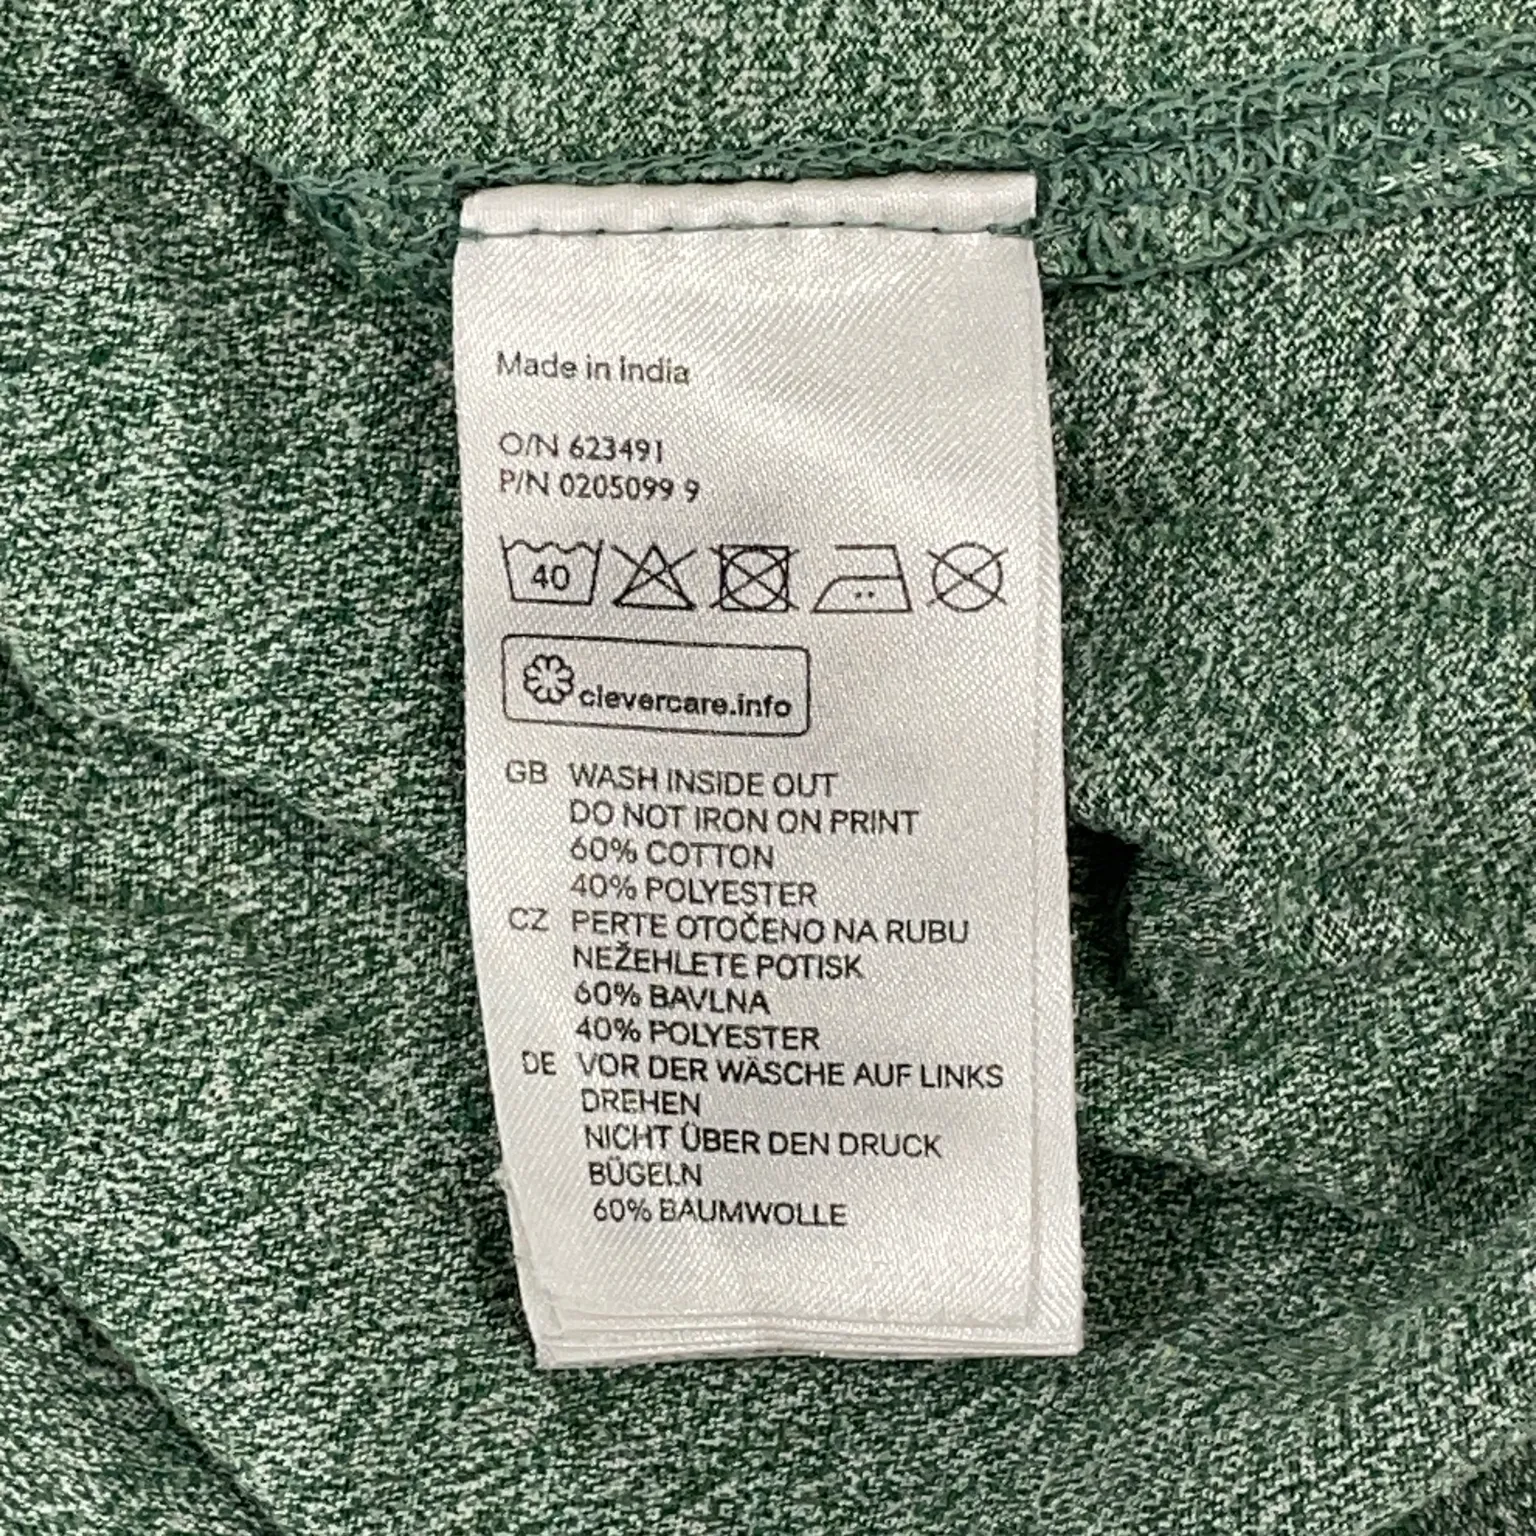 Made in India
O/N 623491
P/N 0205099 9
40
clevercare.info
GB WASH INSIDE OUT
DO NOT IRON ON PRINT
60% COTTON
40% POLYESTER
CZ PERTE OTOČENO NA RUBU
NEŽEHLETE POTISK
60% BAVLNA
40% POLYESTER
DE VOR DER WÄSCHE AUF LINKS
DREHEN
NICHT ÜBER DEN DRUCK
BÜGELN
60% BAUMWOLLE